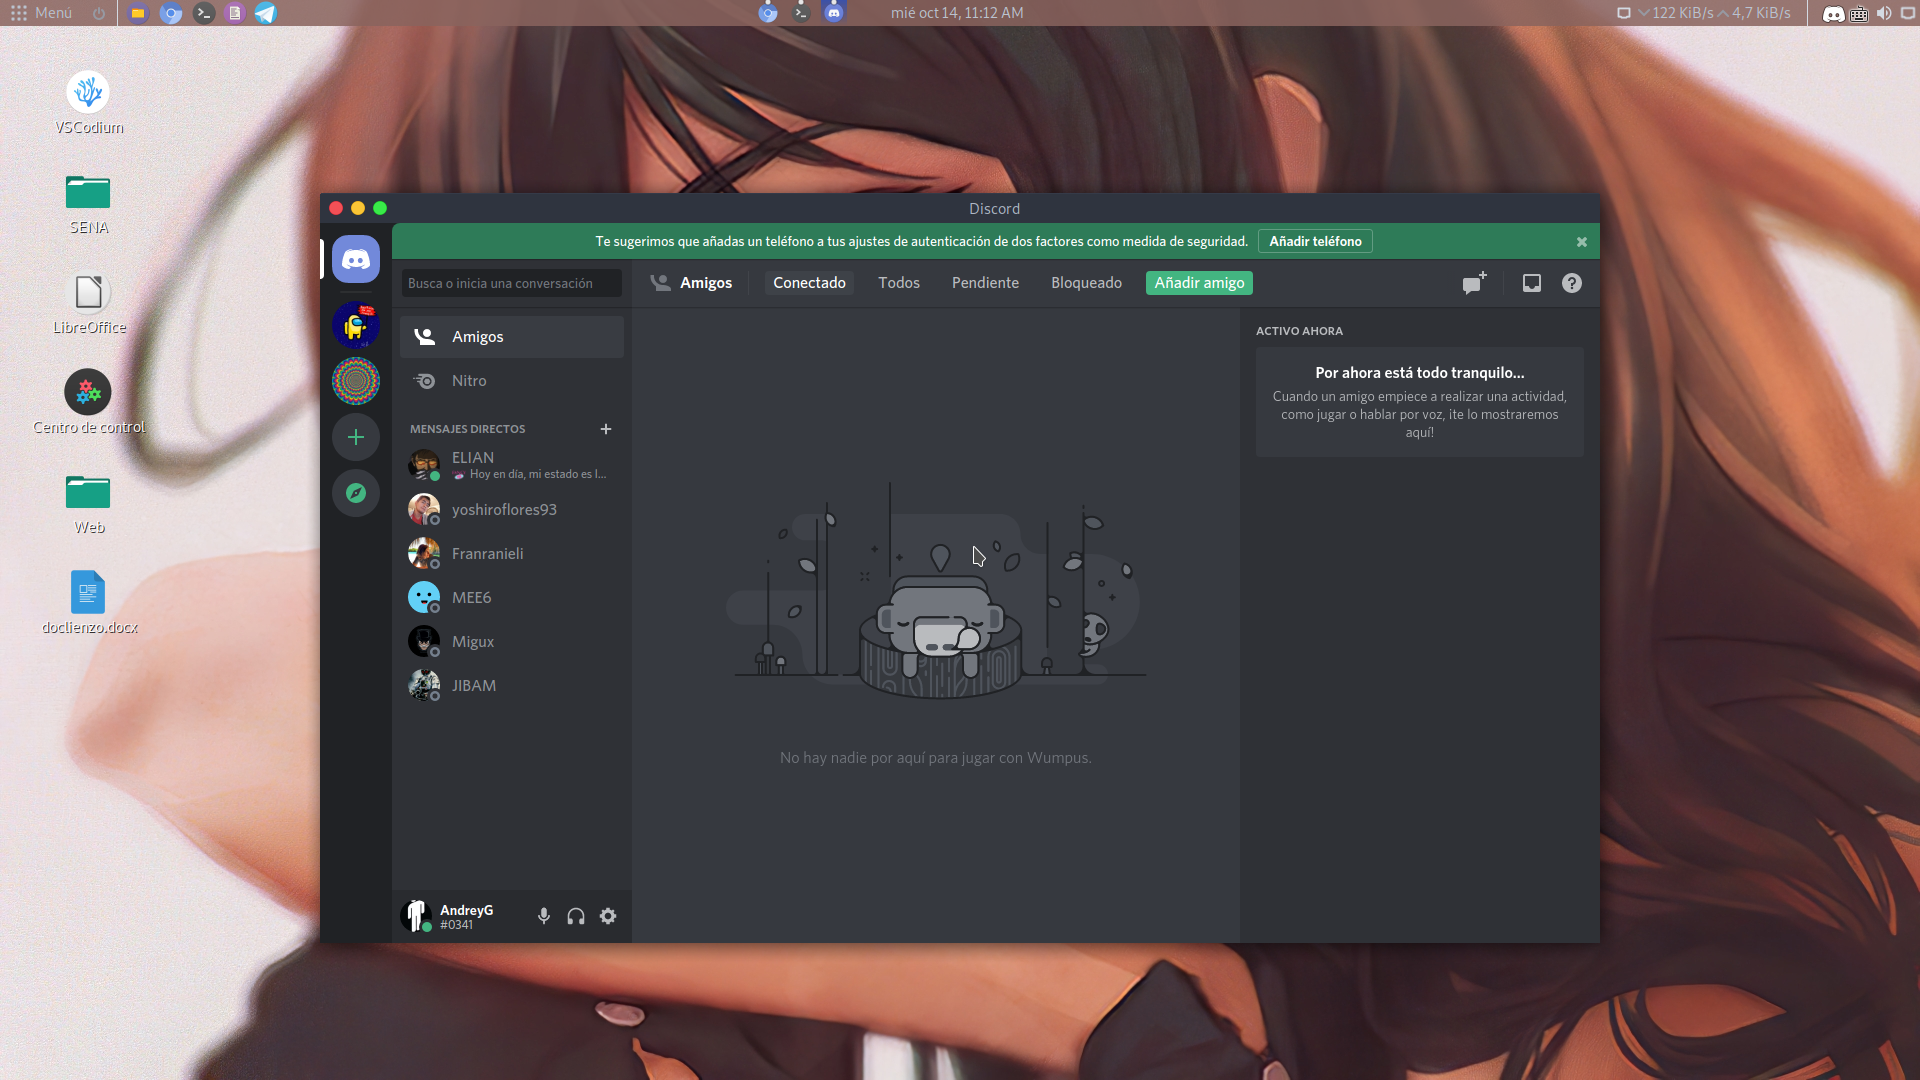 Menú
mié oct 14, 11:12 AM
122 KiB/s 4,7 KiB/s
VSCodium
SENA
LibreOffice
Centro de control
Web
doclienzo.docx
Discord
Te sugerimos que añadas un teléfono a tus ajustes de autenticación de dos factores como medida de seguridad. Añadir teléfono
Busca o inicia una conversación
Amigos Conectado Todos Pendiente Bloqueado Añadir amigo
Amigos
Nitro
MENSAJES DIRECTOS
ELIAN
Hoy en día, mi estado es l...
yoshiroflores93
Franranieli
MEE6
Migux
JIBAM
AndreyG
#0341
No hay nadie por aquí para jugar con Wumpus.
ACTIVO AHORA
Por ahora está todo tranquilo...
Cuando un amigo empiece a realizar una actividad,
como jugar o hablar por voz, ¡te lo mostraremos
aquí!